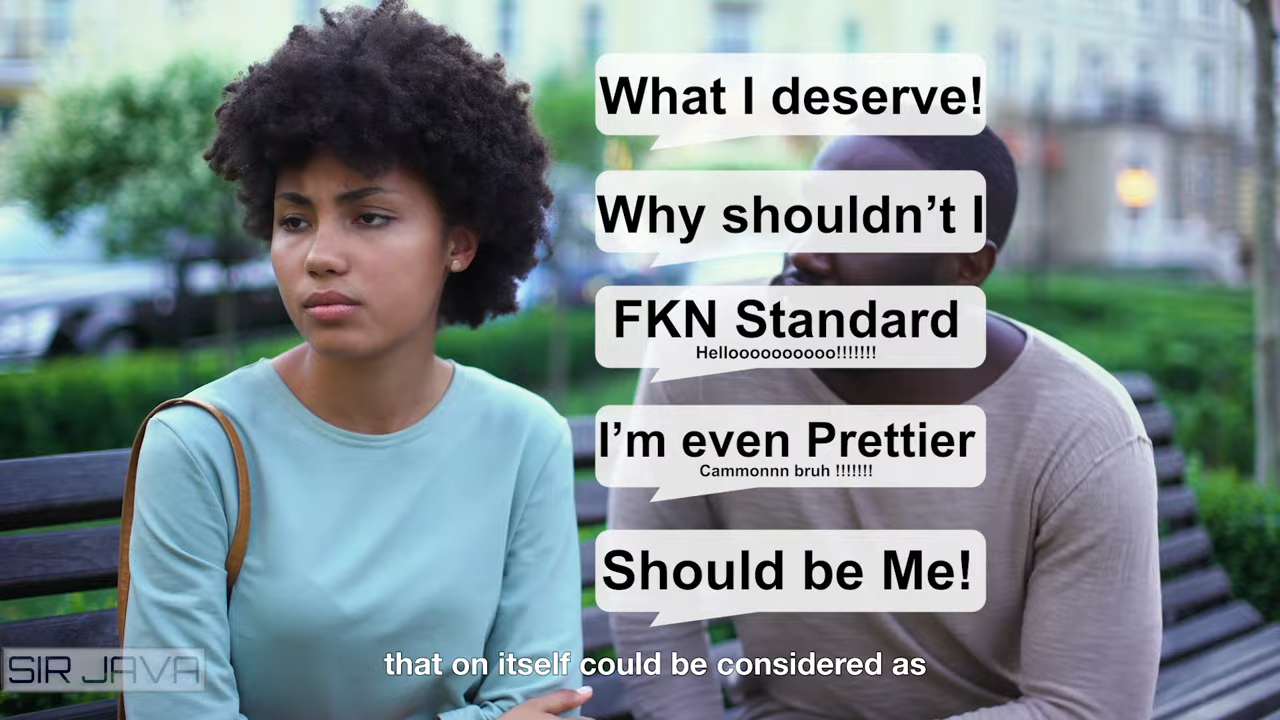 What I deserve!
Why shouldn’t I
FKN Standard
Helloooooooooo!!!!!!!
I’m even Prettier
Cammonnn bruh !!!!!!!
Should be Me!
that on itself could be considered as
SIR JAVA